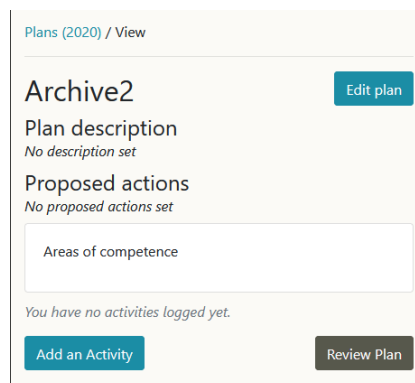 Plans (2020) / View
Archive2
Edit plan
Plan description
No description set
Proposed actions
No proposed actions set
Areas of competence
You have no activities logged yet.
Add an Activity
Review Plan